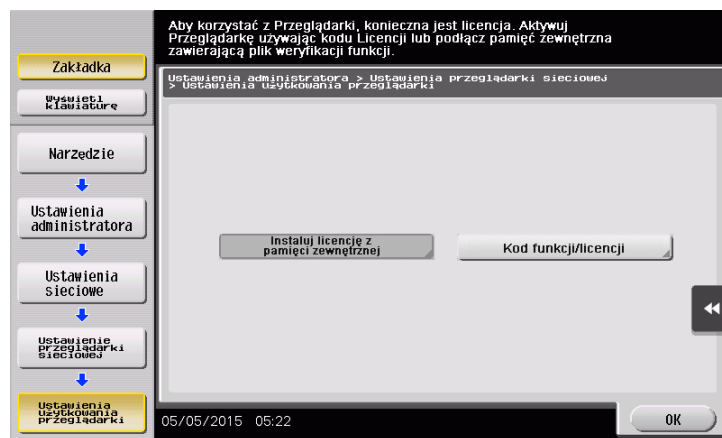 Aby korzystać z Przeglądarki, konieczna jest licencja. Aktywuj
Przeglądarkę używając kodu Licencji lub podłącz pamięć zewnętrzna
zawierającą plik weryfikacji funkcji.
Zakładka
Wyświetl
klawiaturę
Ustawienia administratora > Ustawienia przeglądarki sieciowej
> Ustawienia użytkowania przeglądarki
Narzędzie
Ustawienia
administratora
Ustawienia
sieciowe
Ustawienie
przeglądarki
sieciowej
Ustawienia
użytkowania
przeglądarki
Instaluj licencję z
pamięci zewnętrznej
Kod funkcji/licencji
05/05/2015 05:22
OK